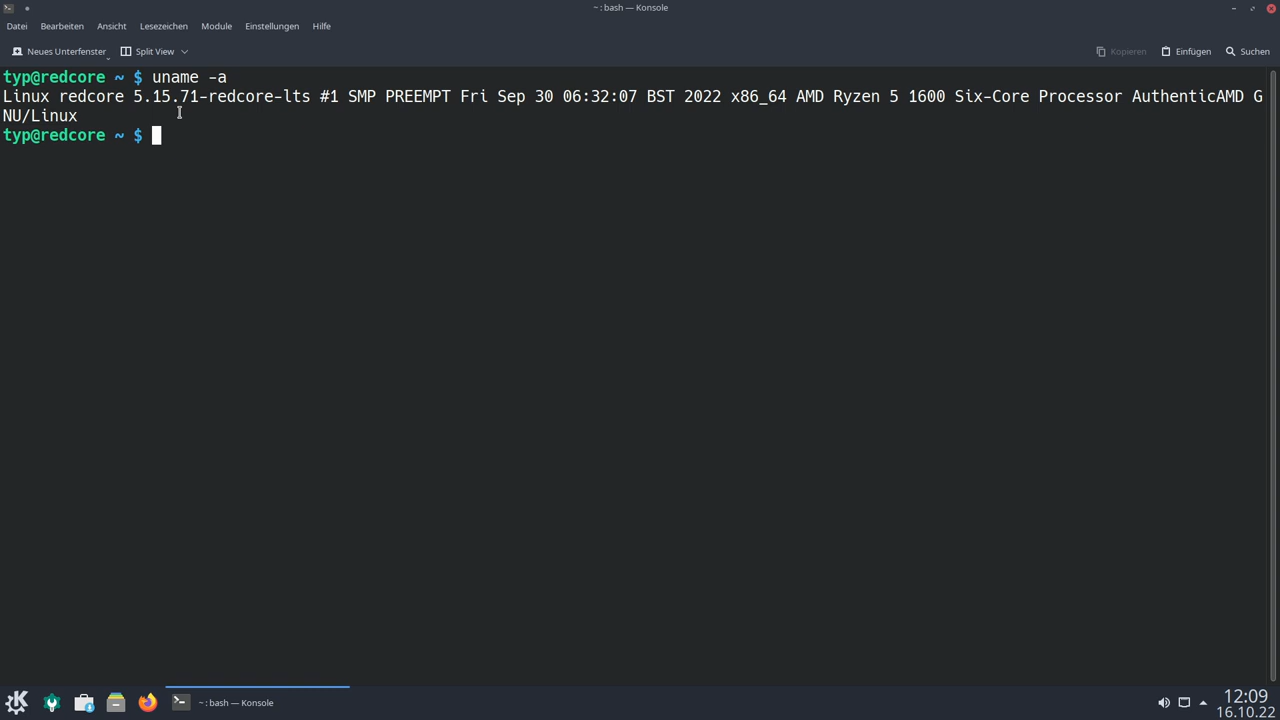 ~ : bash — Konsole
Datei Bearbeiten Ansicht Lesezeichen Module Einstellungen Hilfe
Neues Unterfenster Split View Kopieren Einfügen Suchen
typ@redcore ~ $ uname -a
Linux redcore 5.15.71-redcore-lts #1 SMP PREEMPT Fri Sep 30 06:32:07 BST 2022 x86_64 AMD Ryzen 5 1600 Six-Core Processor AuthenticAMD G
NU/Linux
typ@redcore ~ $
~ : bash — Konsole
12:09
16.10.22